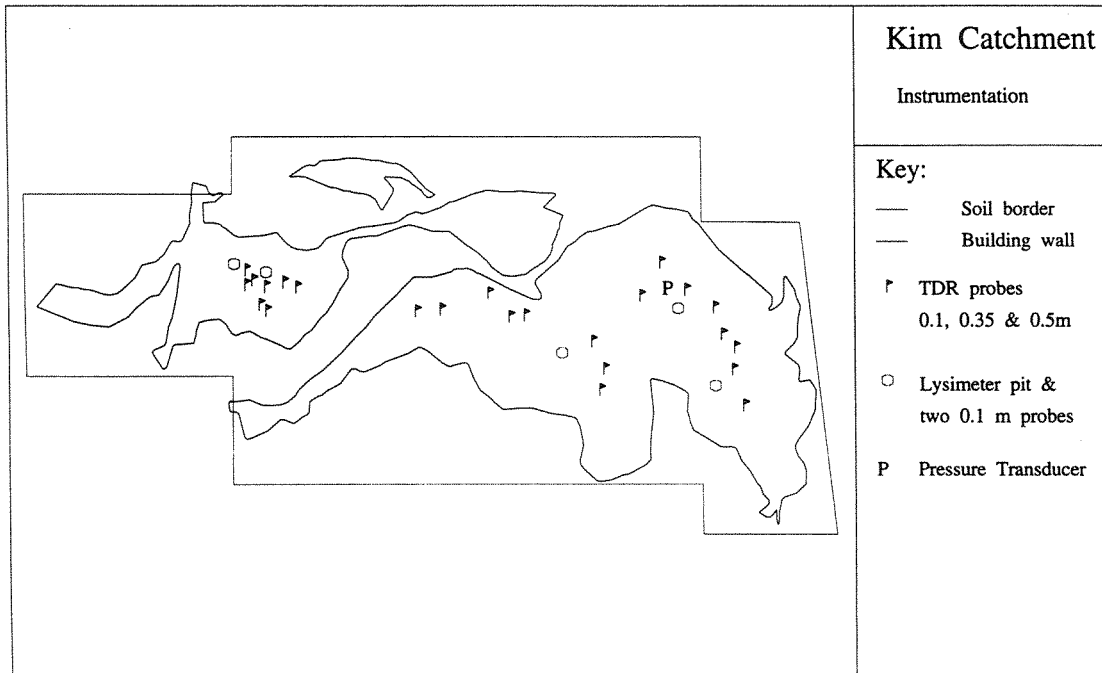 Kim Catchment
Instrumentation
Key:
Soil border
Building wall
TDR probes
0.1, 0.35 & 0.5m
Lysimeter pit &
two 0.1 m probes
P Pressure Transducer
P